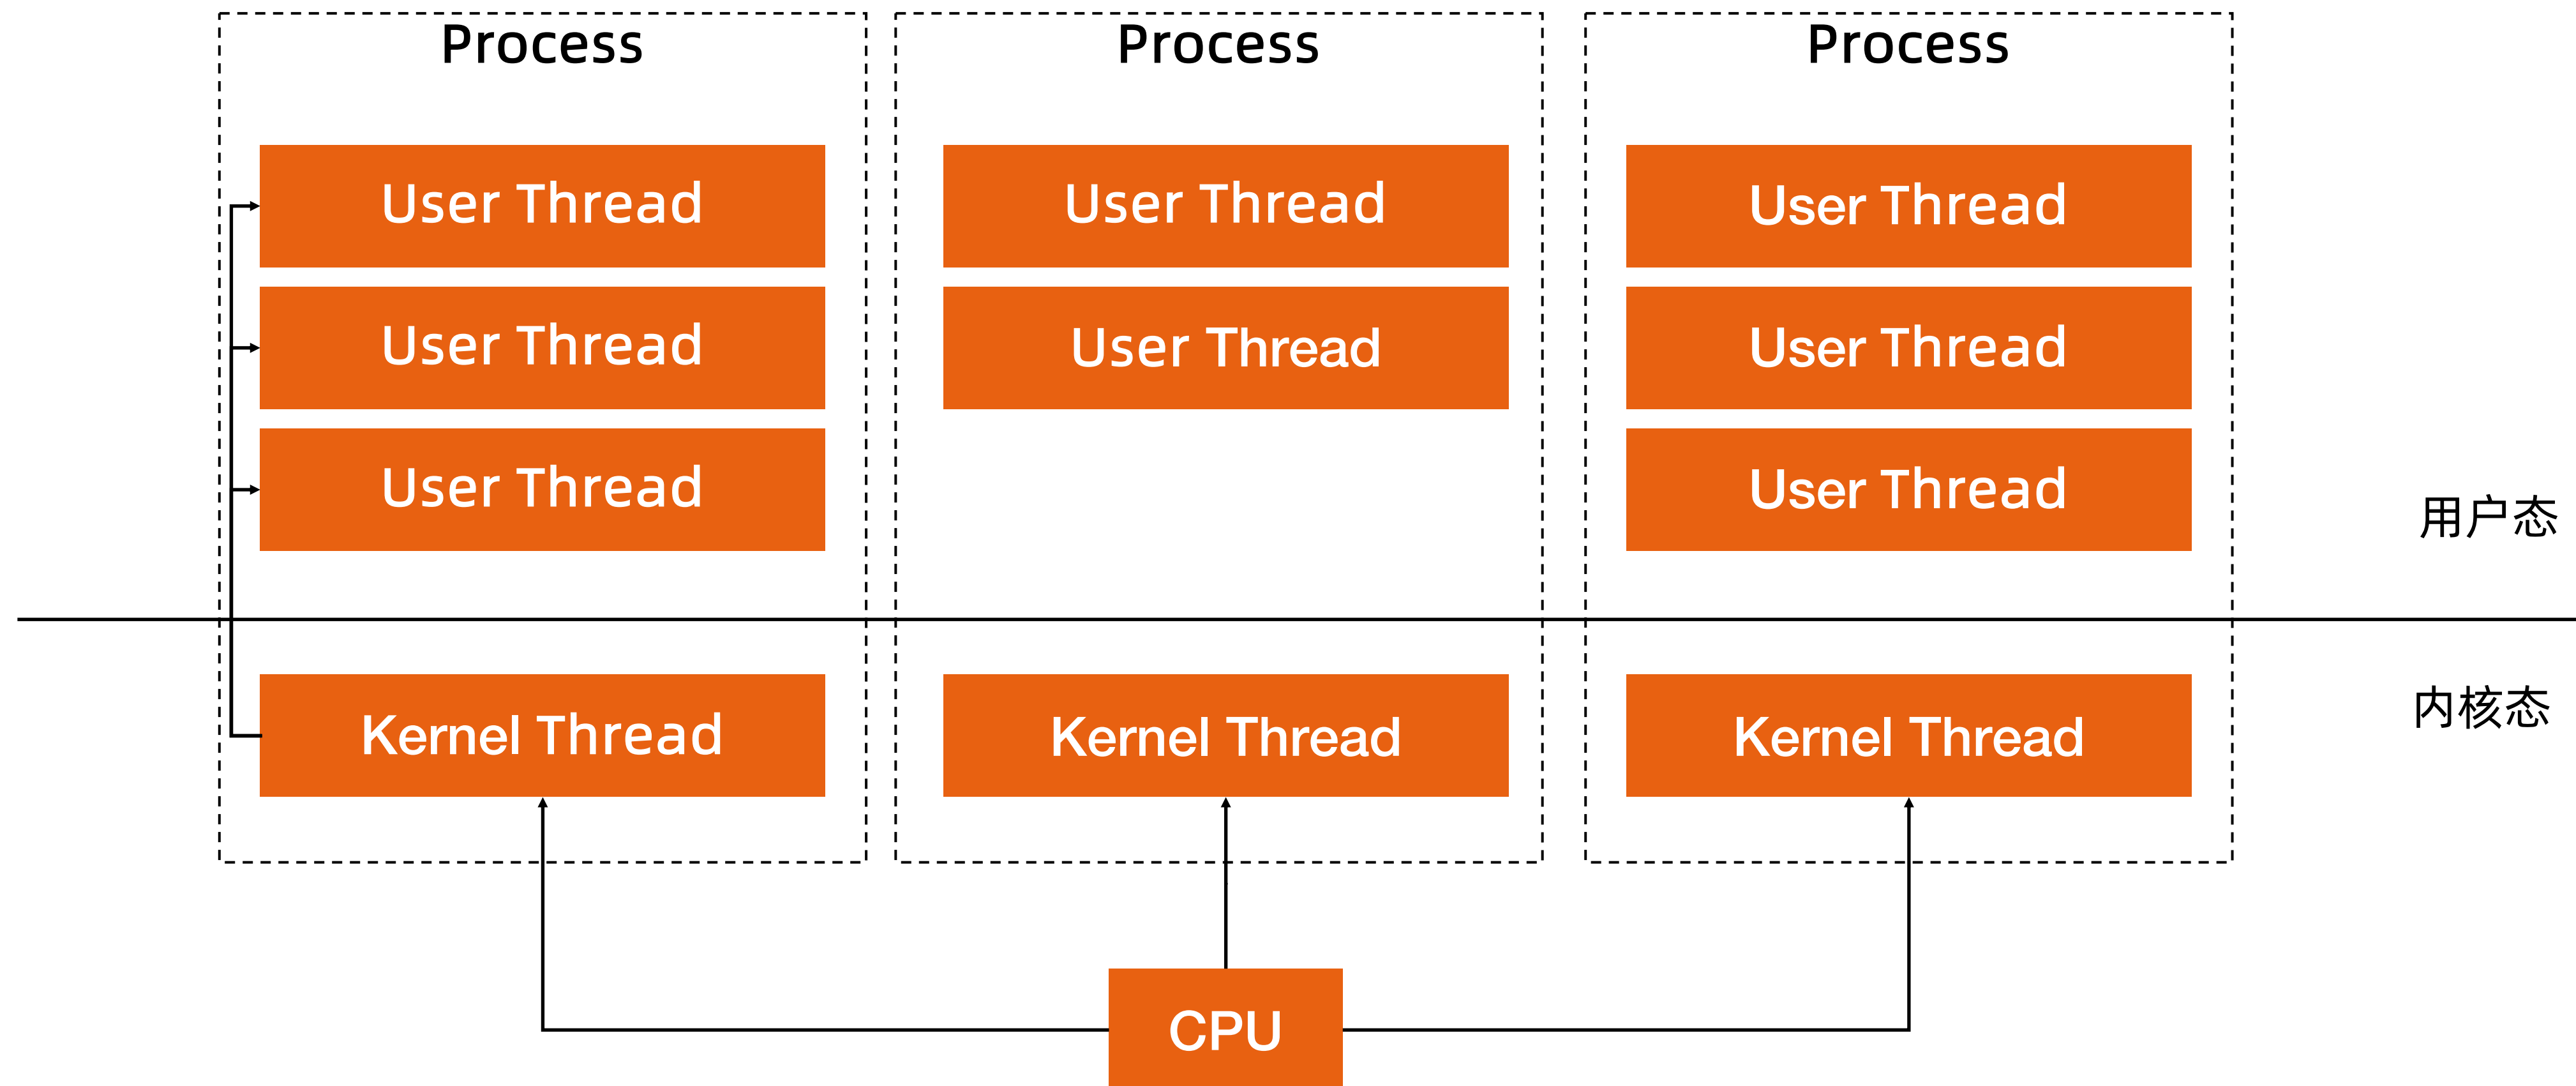 Process
Process
Process
User Thread
User Thread
User Thread
User Thread
User Thread
User Thread
User Thread
User Thread
用户态
Kernel Thread
Kernel Thread
Kernel Thread
内核态
CPU